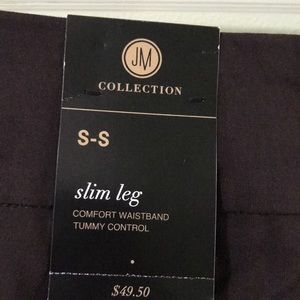 JM
COLLECTION
S-S
slim leg
COMFORT WAISTBAND
TUMMY CONTROL
$49.50